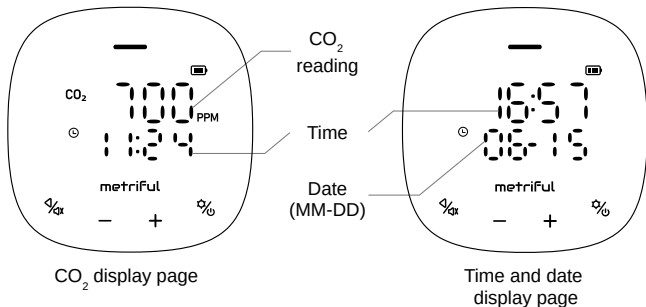 CO₂
reading
Time
Date
(MM-DD)
CO₂
700
PPM
11:24
metriful
− +
CO₂ display page
16:57
06-15
metriful
− +
Time and date
display page